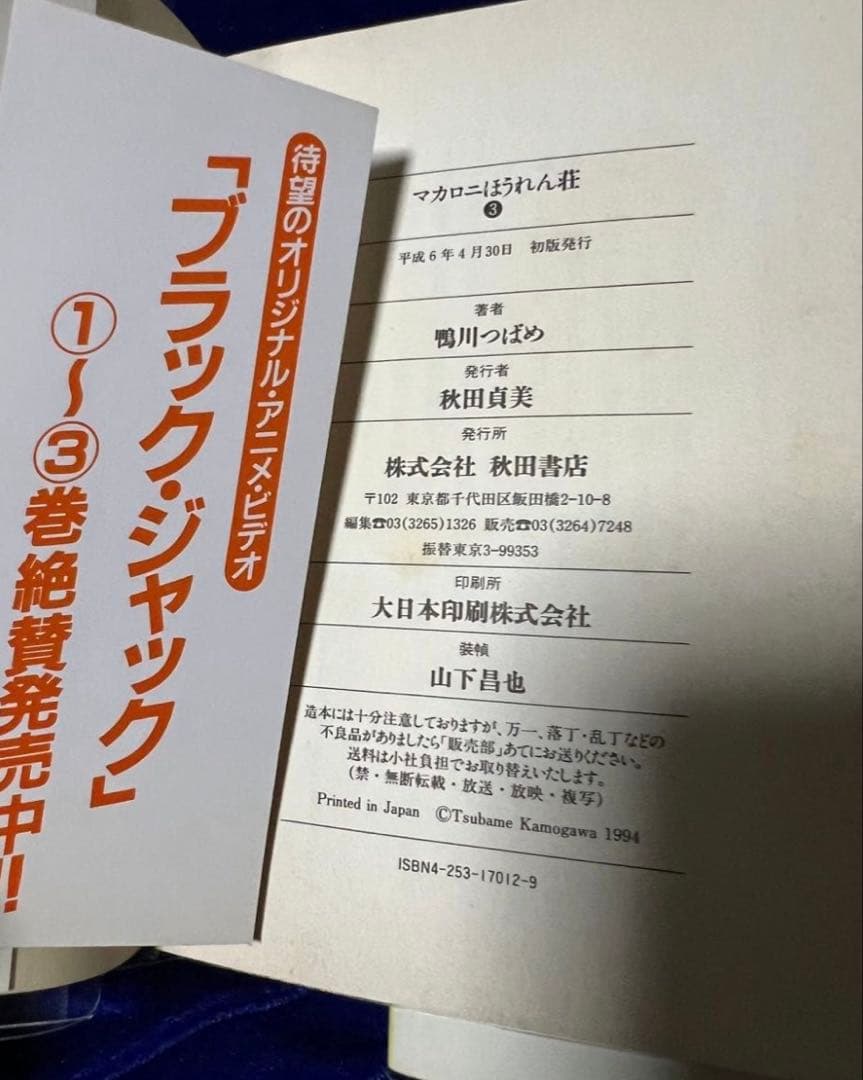 マカロニほうれん荘
❸
平成6年4月30日 初版発行
著者
鴨川つばめ
発行者
秋田貞美
発行所
株式会社 秋田書店
〒102 東京都千代田区飯田橋2-10-8
編集☎03(3265)1326 販売☎03(3264)7248
振替東京3-99353
印刷所
大日本印刷株式会社
装幀
山下昌也
造本には十分注意しておりますが、万一、落丁・乱丁などの
不良品がありましたら「販売部」あてにお送りください。
送料は小社負担でお取り替えいたします。
(禁・無断転載・放送・放映・複写)
Printed in Japan ©Tsubame Kamogawa 1994
ISBN4-253-17012-9
待望のオリジナル・アニメ・ビデオ
「ブラック・ジャック」
①〜③巻絶賛発売中!!